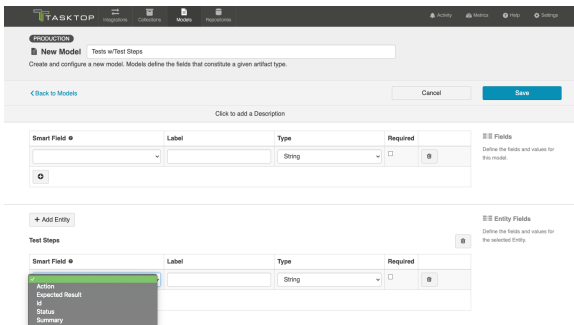 TASKTOP
Integrations
Collections
Models
Repositories
Activity
Metrics
Help
Settings
PRODUCTION
New Model
Tests w/Test Steps
Create and configure a new model. Models define the fields that constitute a given artifact type.
Back to Models
Cancel
Save
Click to add a Description
Smart Field
Label
Type
Required
Fields
String
Define the fields and values for
this model.
+ Add Entity
Entity Fields
Define the fields and values for
the selected Entity.
Test Steps
Smart Field
Label
Type
Required
String
Action
Expected Result
Id
Status
Summary